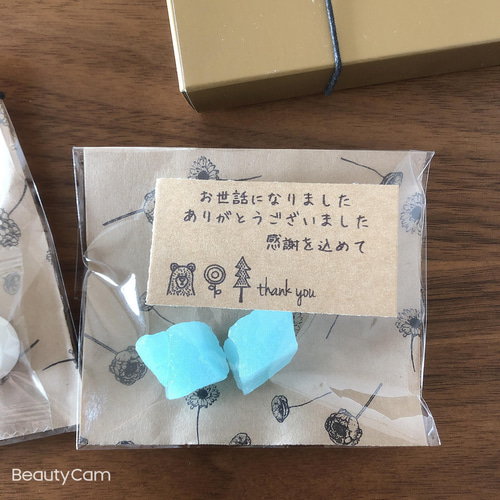 お世話になりました
ありがとうございました
感謝を込めて
thank you
BeautyCam